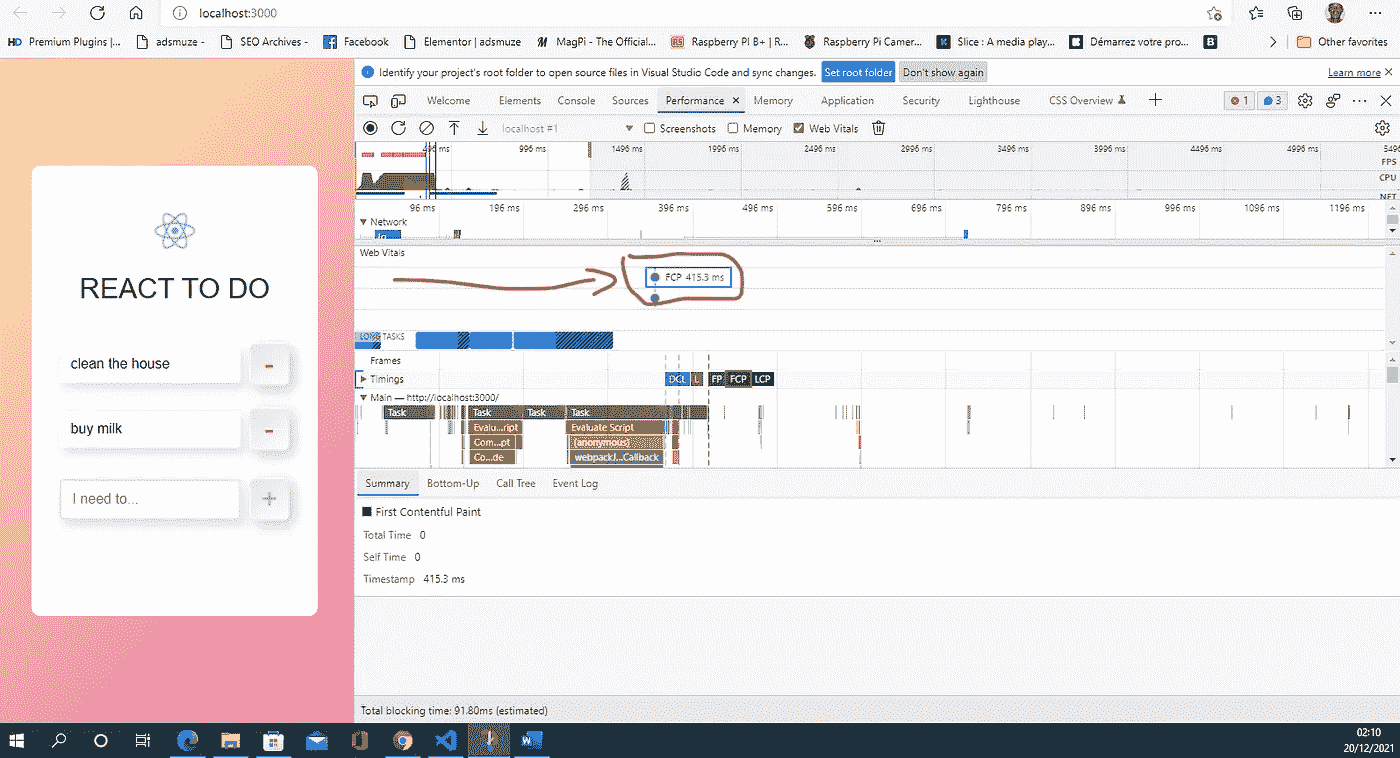 localhost:3000
Premium Plugins |...
adsmuze -
SEO Archives -
Facebook
Elementor | adsmuze
MagPi - The Official...
Raspberry PI B+ | R...
Raspberry Pi Camer...
Slice : A media play...
Démarrez votre pro...
Other favorites
Identify your project's root folder to open source files in Visual Studio Code and sync changes.
Set root folder
Don't show again
Learn more
Welcome
Elements
Console
Sources
Performance
Memory
Application
Security
Lighthouse
CSS Overview
1
3
localhost #1
Screenshots
Memory
Web Vitals
996 ms
1496 ms
1996 ms
2496 ms
2996 ms
3496 ms
3996 ms
4496 ms
4996 ms
FPS
CPU
NET
96 ms
196 ms
296 ms
396 ms
496 ms
596 ms
696 ms
796 ms
896 ms
996 ms
1096 ms
1196 ms
Network
Web Vitals
FCP 415.3 ms
LONG TASKS
Frames
Timings
DCL
L
FP
FCP
LCP
Main — http://localhost:3000/
Task
Task
Task
Task
Evalu...ript
Evaluate Script
Com...pt
(anonymous)
Co...de
webpackJ...Callback
Summary
Bottom-Up
Call Tree
Event Log
First Contentful Paint
Total Time 0
Self Time 0
Timestamp 415.3 ms
Total blocking time: 91.80ms (estimated)
REACT TO DO
clean the house
-
buy milk
-
I need to...
+
02:10
20/12/2021